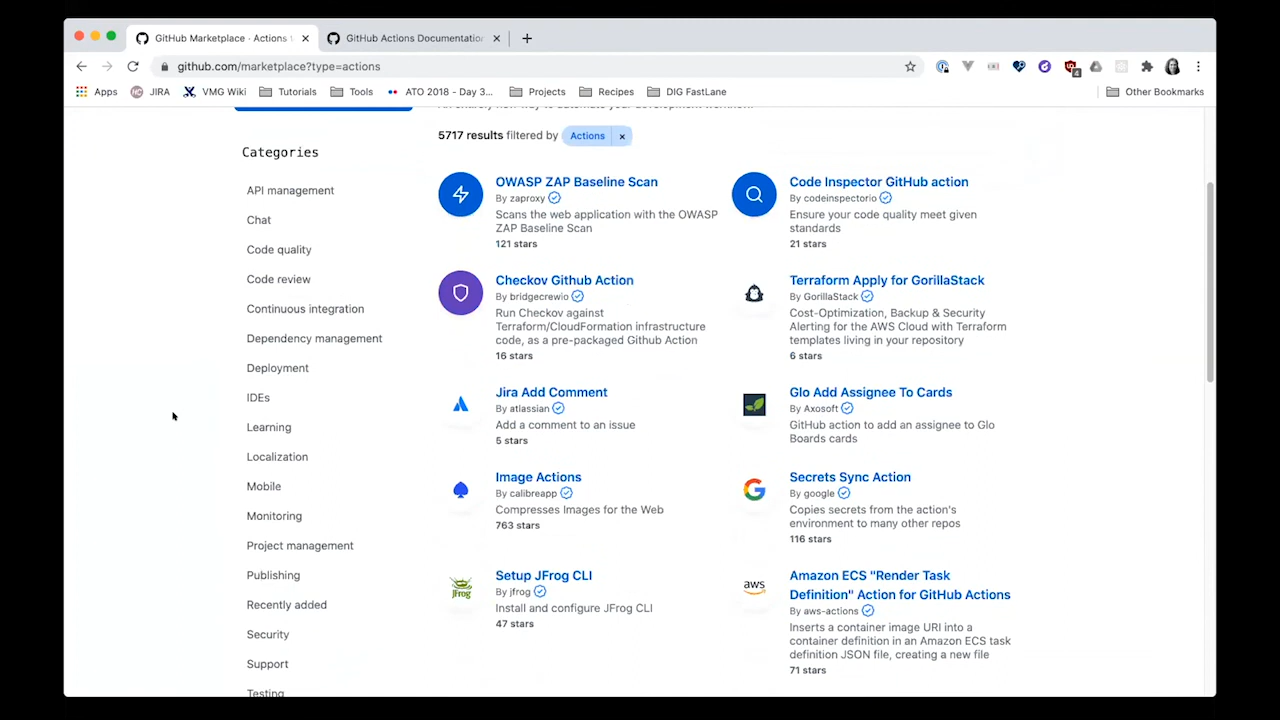 GitHub Marketplace · Actions
GitHub Actions Documentation
github.com/marketplace?type=actions
4
Apps
JIRA
VMG Wiki
Tutorials
Tools
ATO 2018 - Day 3...
Projects
Recipes
DIG FastLane
Other Bookmarks
5717 results filtered by Actions ×
Categories
API management
Chat
Code quality
Code review
Continuous integration
Dependency management
Deployment
IDEs
Learning
Localization
Mobile
Monitoring
Project management
Publishing
Recently added
Security
Support
Testing
OWASP ZAP Baseline Scan
By zaproxy
Scans the web application with the OWASP
ZAP Baseline Scan
121 stars
Code Inspector GitHub action
By codeinspectorio
Ensure your code quality meet given
standards
21 stars
Checkov Github Action
By bridgecrewio
Run Checkov against
Terraform/CloudFormation infrastructure
code, as a pre-packaged Github Action
16 stars
Terraform Apply for GorillaStack
By GorillaStack
Cost-Optimization, Backup & Security
Alerting for the AWS Cloud with Terraform
templates living in your repository
6 stars
Jira Add Comment
By atlassian
Add a comment to an issue
5 stars
Glo Add Assignee To Cards
By Axosoft
GitHub action to add an assignee to Glo
Boards cards
Image Actions
By calibreapp
Compresses Images for the Web
763 stars
Secrets Sync Action
By google
Copies secrets from the action's
environment to many other repos
116 stars
JFrog
Setup JFrog CLI
By jfrog
Install and configure JFrog CLI
47 stars
aws
Amazon ECS "Render Task
Definition" Action for GitHub Actions
By aws-actions
Inserts a container image URI into a
container definition in an Amazon ECS task
definition JSON file, creating a new file
71 stars